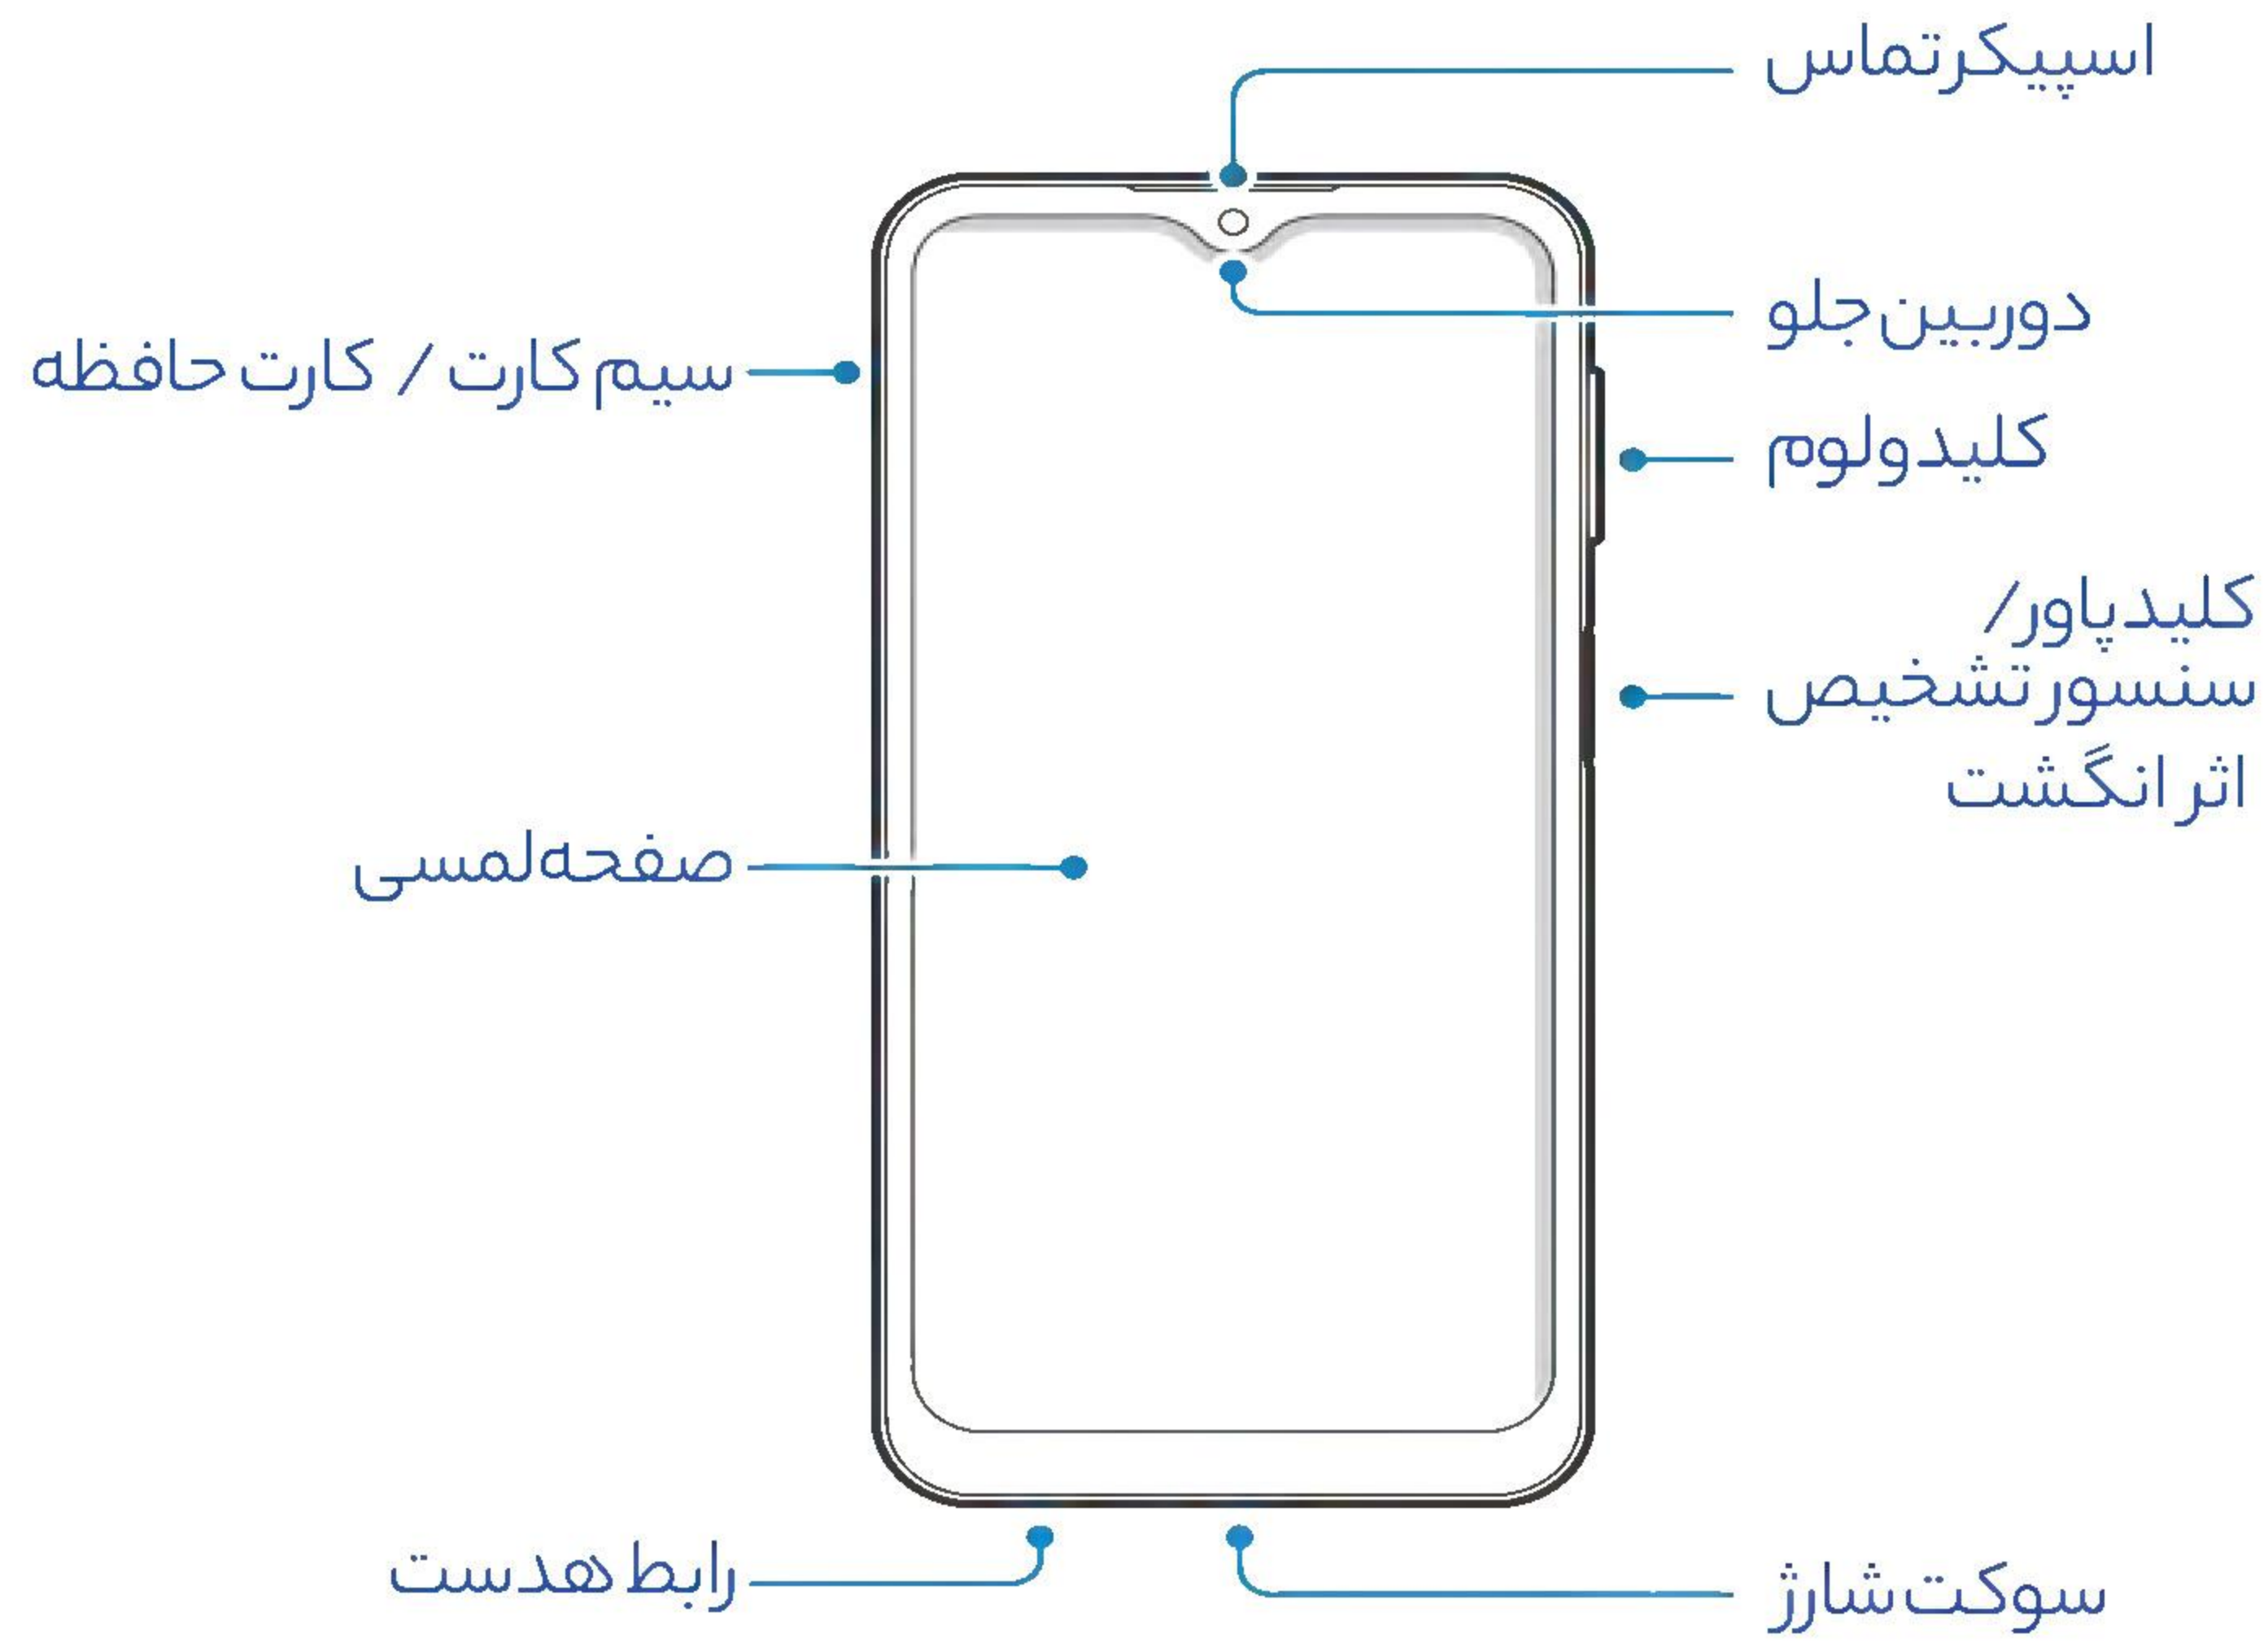 اسپیکر تماس
دوربین جلو
سیم کارت / کارت حافظه
کلید ولوم
کلید پاور/
سنسور تشخیص
اثر انگشت
صفحه لمسی
رابط هدست
سوکت شارژ